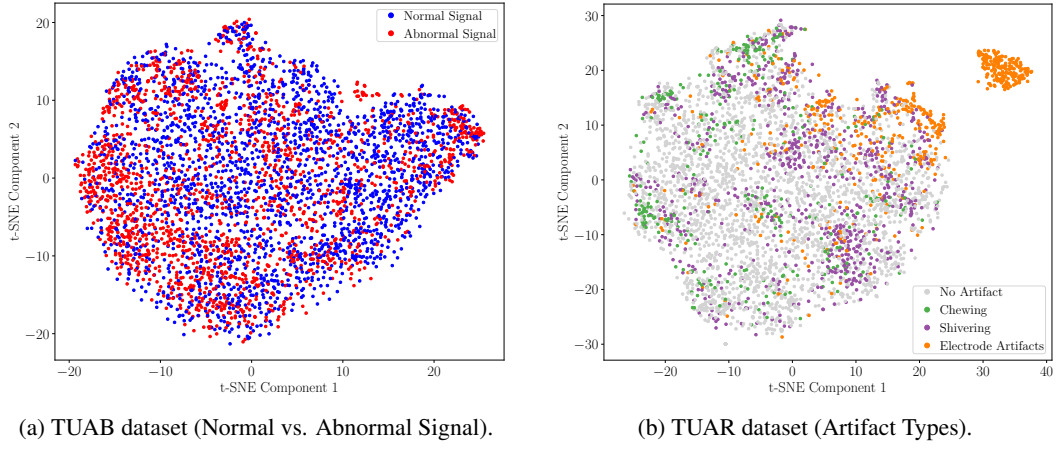 20
10
0
−10
−20
t-SNE Component 2
−20
−10
0
10
20
t-SNE Component 1
Normal Signal
Abnormal Signal
(a) TUAB dataset (Normal vs. Abnormal Signal).
30
20
10
0
−10
−20
−30
t-SNE Component 2
−20
−10
0
10
20
30
40
t-SNE Component 1
No Artifact
Chewing
Shivering
Electrode Artifacts
(b) TUAR dataset (Artifact Types).